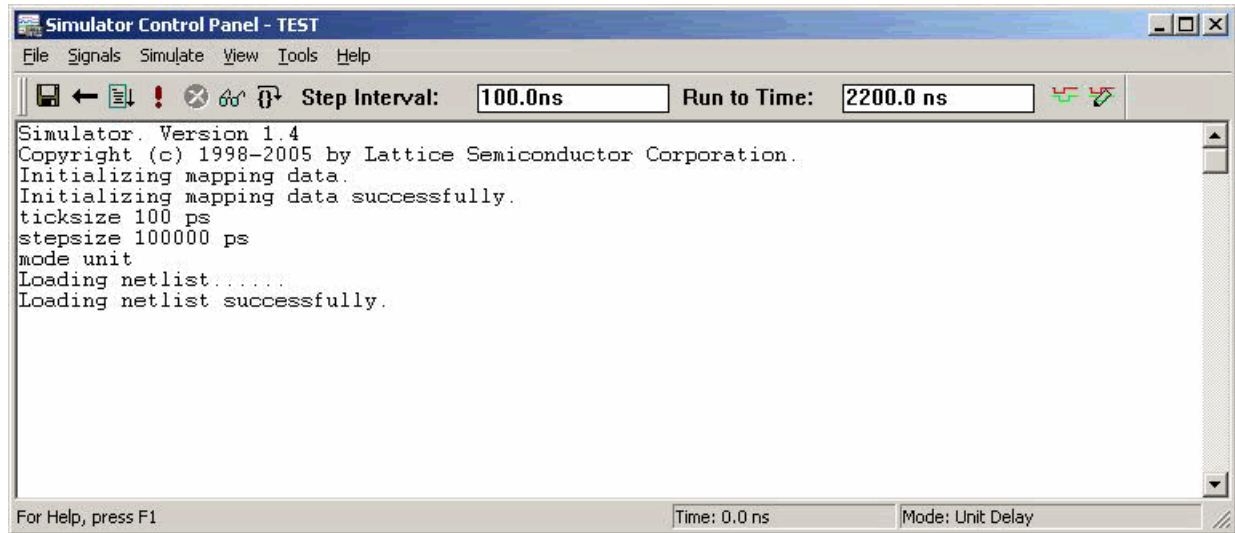 Simulator Control Panel - TEST
File Signals Simulate View Tools Help
Step Interval: 100.0ns Run to Time: 2200.0 ns
Simulator. Version 1.4
Copyright (c) 1998-2005 by Lattice Semiconductor Corporation.
Initializing mapping data.
Initializing mapping data successfully.
ticksize 100 ps
stepsize 100000 ps
mode unit
Loading netlist......
Loading netlist successfully.
For Help, press F1 Time: 0.0 ns Mode: Unit Delay